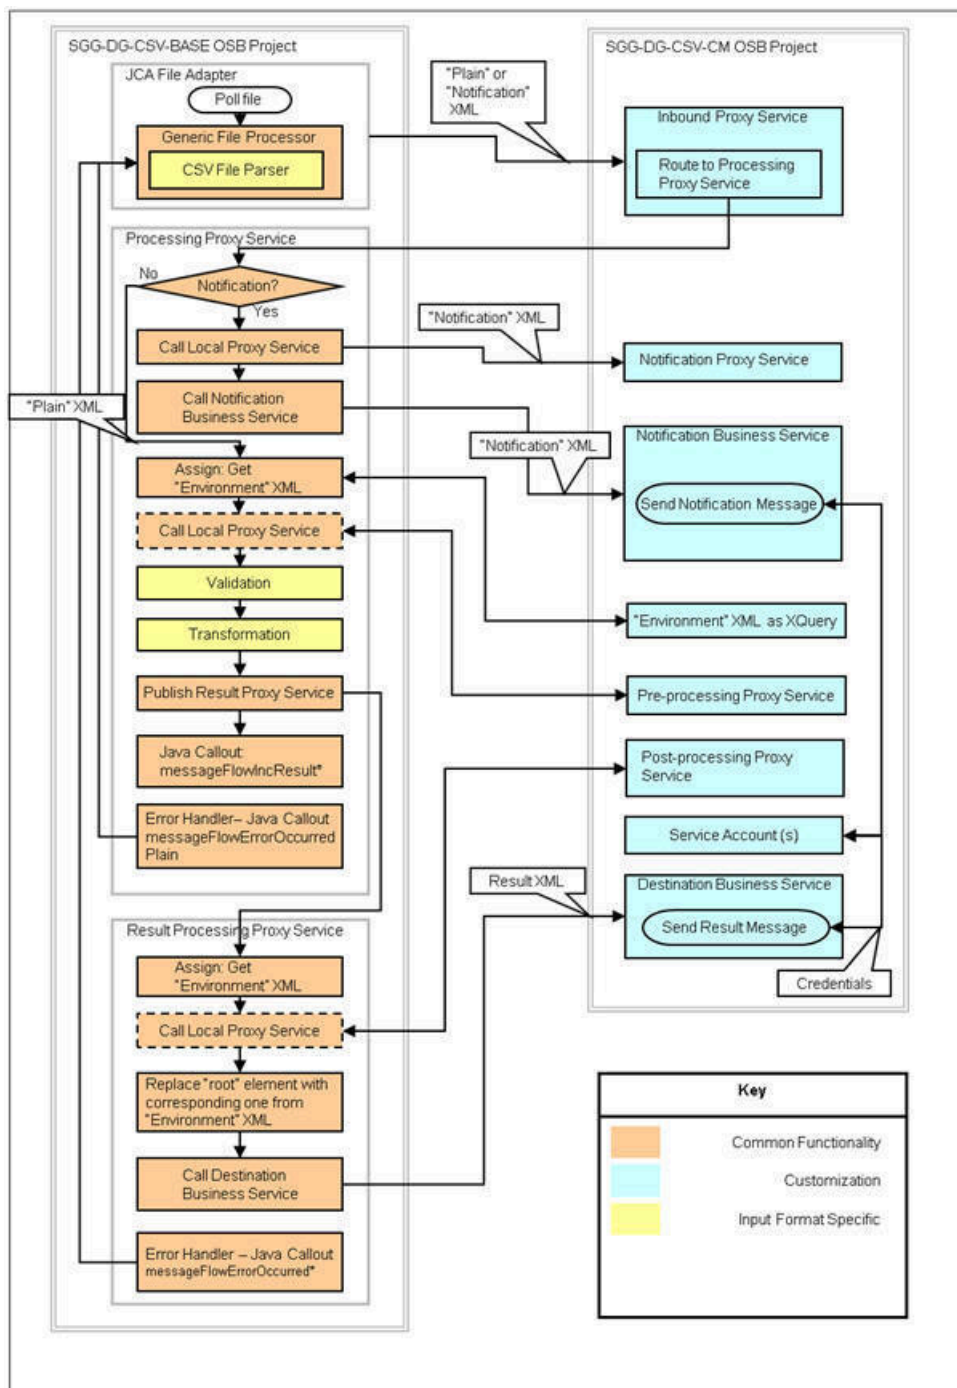 SGG-DG-CSV-BASE OSB Project
JCA File Adapter
Poll file
Generic File Processor
CSV File Parser
"Plain" or
"Notification"
XML
SGG-DG-CSV-CM OSB Project
Inbound Proxy Service
Route to Processing
Proxy Service
Processing Proxy Service
No
Notification?
Yes
"Notification" XML
Call Local Proxy Service
Notification Proxy Service
Call Notification
Business Service
"Plain" XML
"Notification" XML
Notification Business Service
Send Notification Message
Assign: Get
"Environment" XML
Call Local Proxy Service
Validation
Transformation
"Environment" XML as XQuery
Publish Result Proxy Service
Pre-processing Proxy Service
Java Callout:
messageFlowIncResult*
Post-processing Proxy
Service
Error Handler– Java Callout
messageFlowErrorOccurred
Plain
Service Account (s)
Result XML
Destination Business Service
Send Result Message
Credentials
Result Processing Proxy Service
Assign: Get
"Environment" XML
Call Local Proxy Service
Replace "root" element with
corresponding one from
"Environment" XML
Call Destination
Business Service
Error Handler – Java Callout
messageFlowErrorOccurred*
Key
Common Functionality
Customization
Input Format Specific